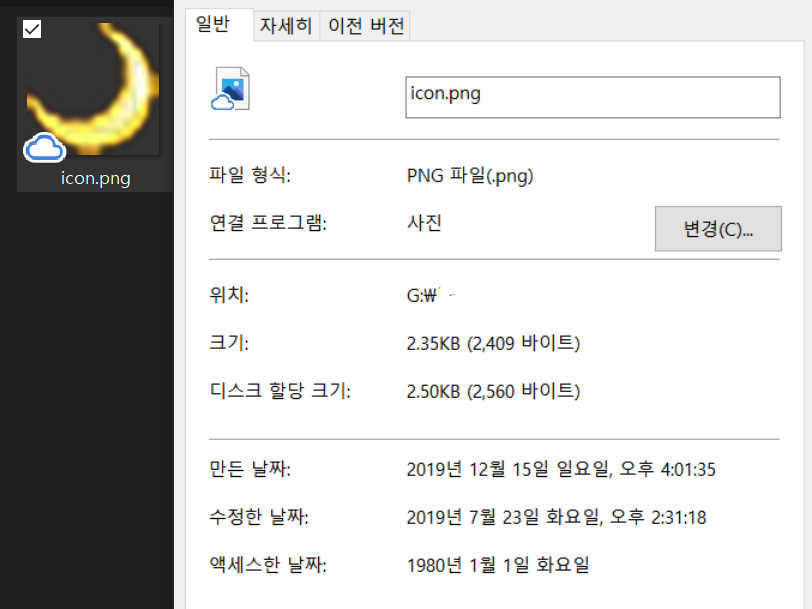 icon.png
일반 자세히 이전 버전
icon.png
파일 형식: PNG 파일(.png)
연결 프로그램: 사진 변경(C)...
위치: G:₩
크기: 2.35KB (2,409 바이트)
디스크 할당 크기: 2.50KB (2,560 바이트)
만든 날짜: 2019년 12월 15일 일요일, 오후 4:01:35
수정한 날짜: 2019년 7월 23일 화요일, 오후 2:31:18
액세스한 날짜: 1980년 1월 1일 화요일